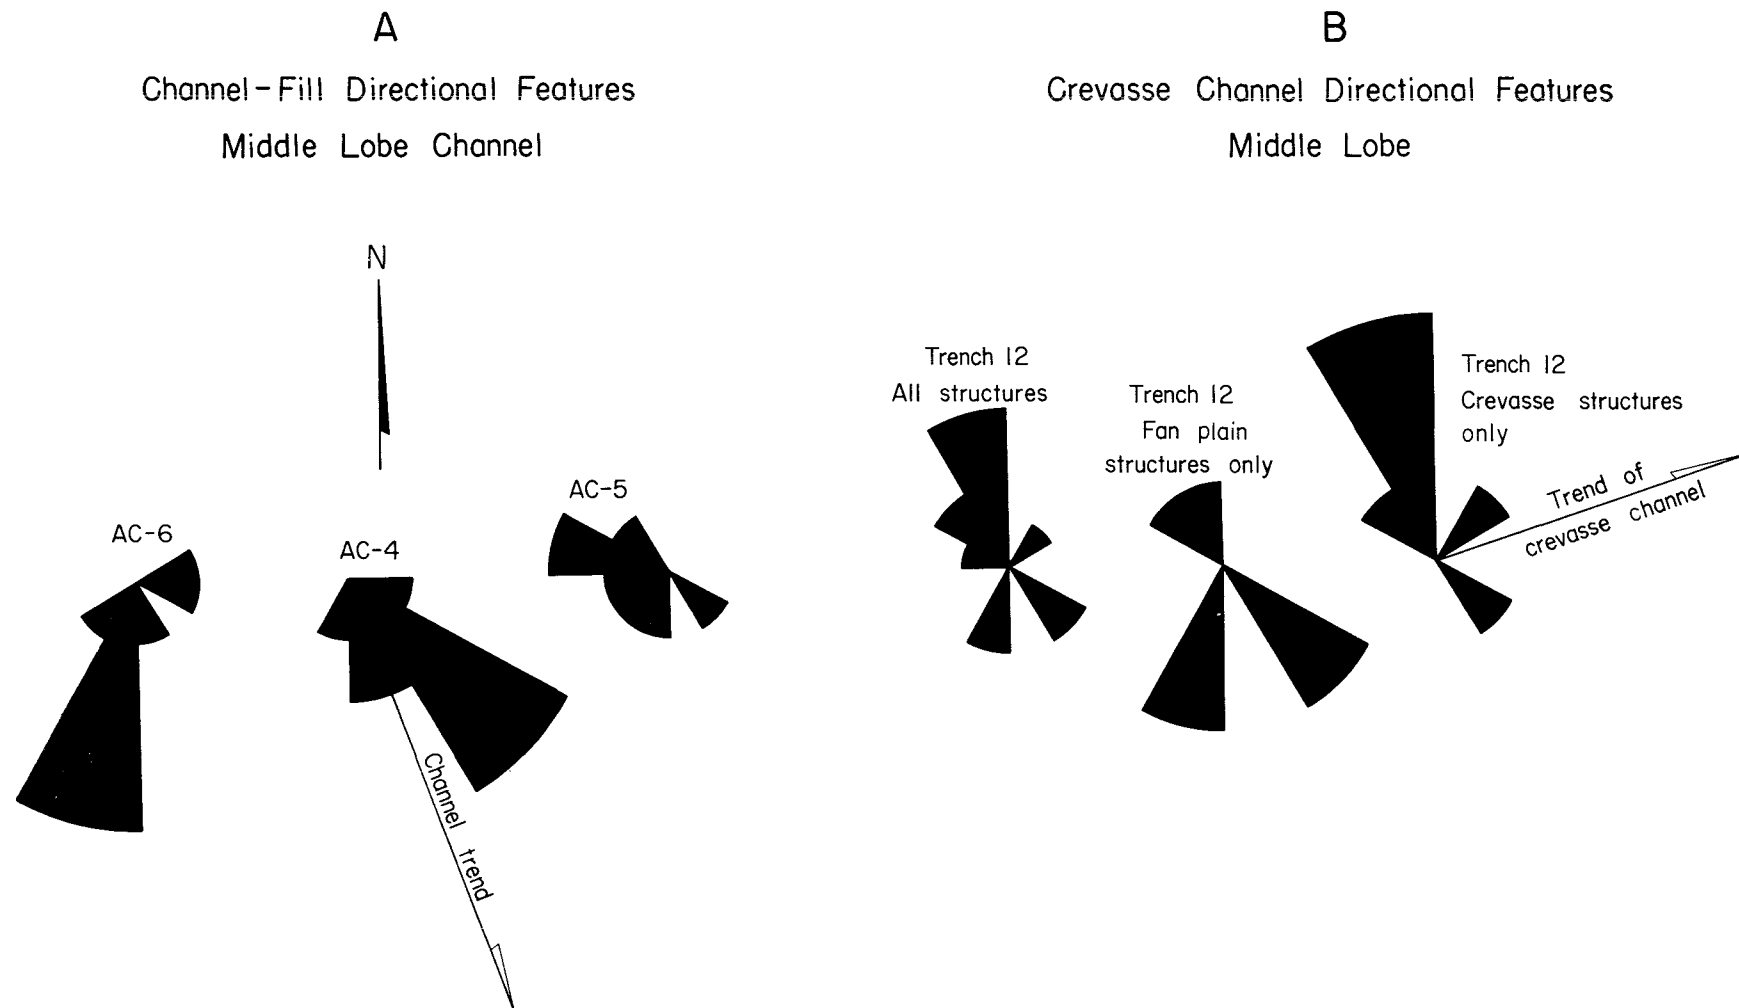 A
Channel-Fill Directional Features
Middle Lobe Channel
N
AC-6
AC-4
AC-5
Channel trend
B
Crevasse Channel Directional Features
Middle Lobe
Trench 12
All structures
Trench 12
Fan plain
structures only
Trench 12
Crevasse structures
only
Trend of
crevasse channel